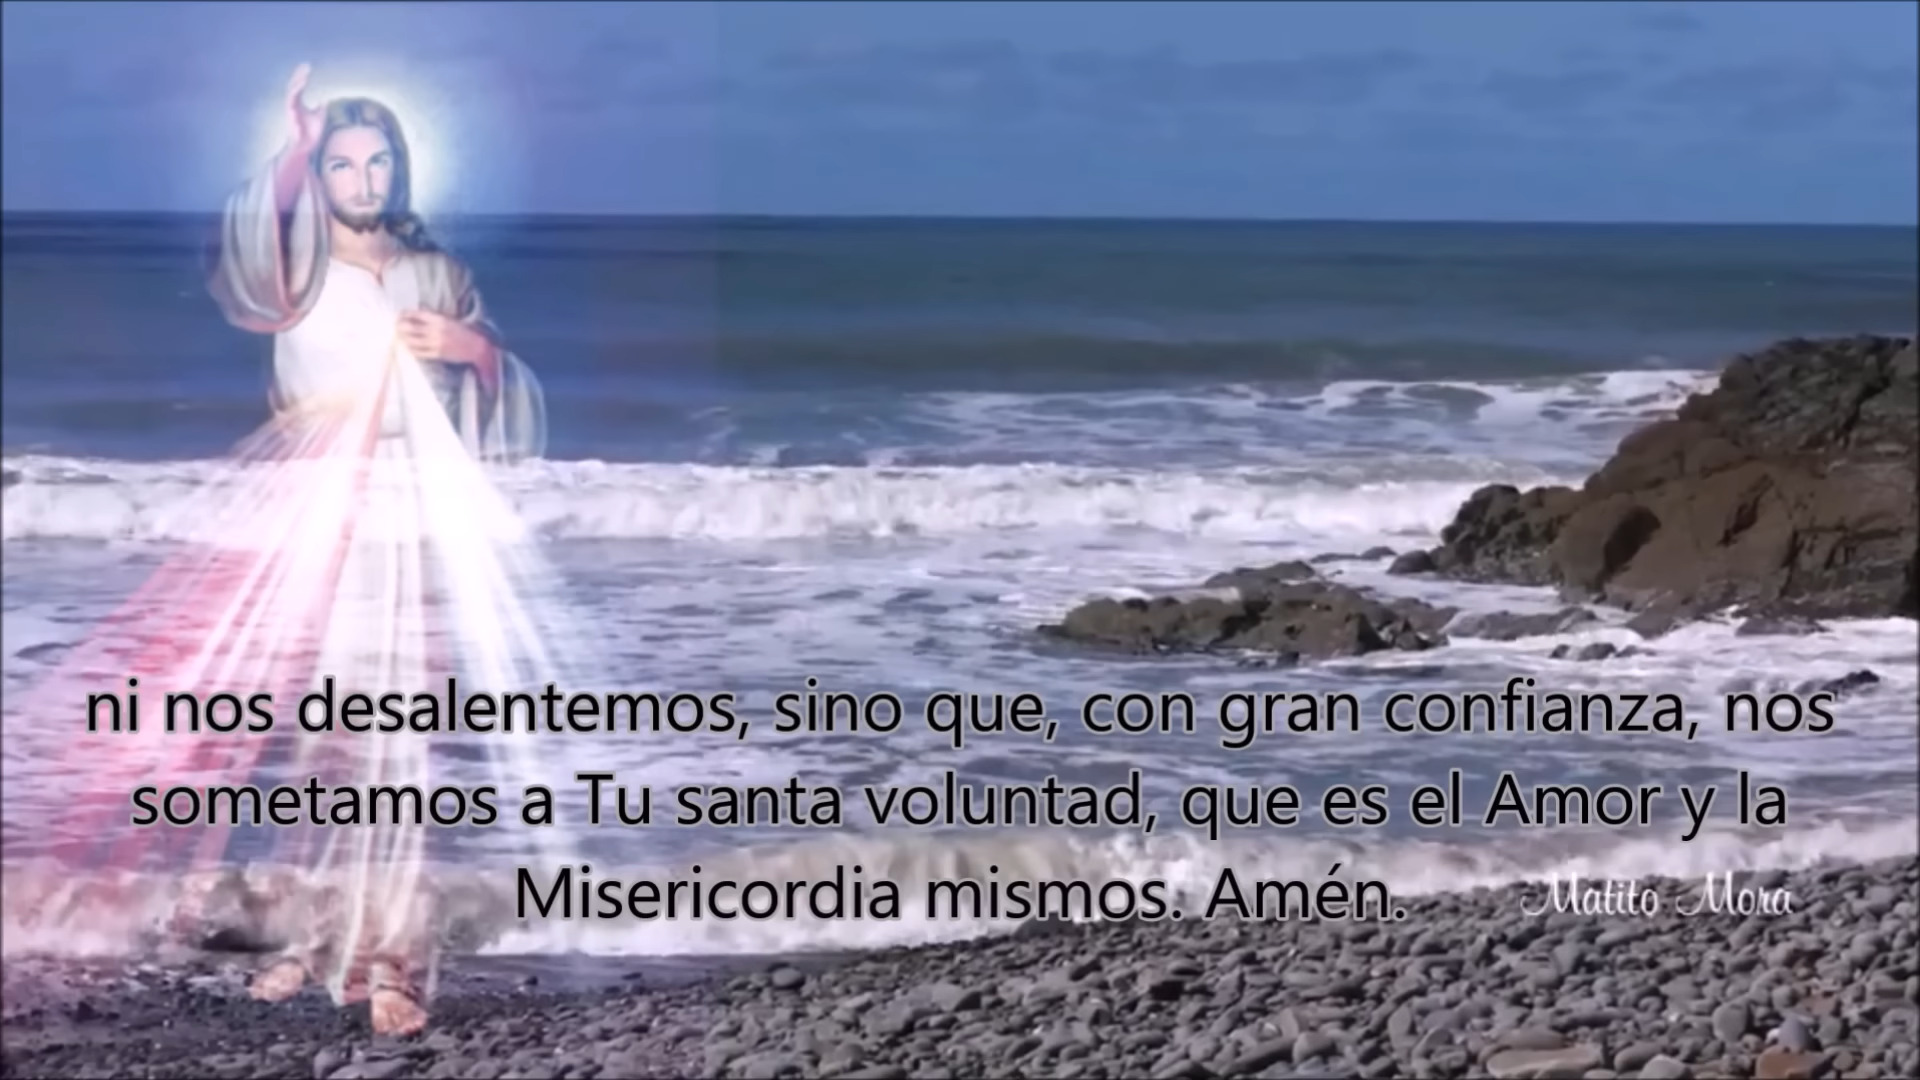 ni nos desalentemos, sino que, con gran confianza, nos
sometamos a Tu santa voluntad, que es el Amor y la
Misericordia mismos. Amén.
Matito Mora